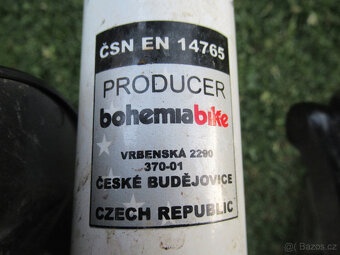 ČSN EN 14765
PRODUCER
bohemiabike
VRBENSKÁ 2290
370-01
ČESKÉ BUDĚJOVICE
CZECH REPUBLIC
Bazos.cz